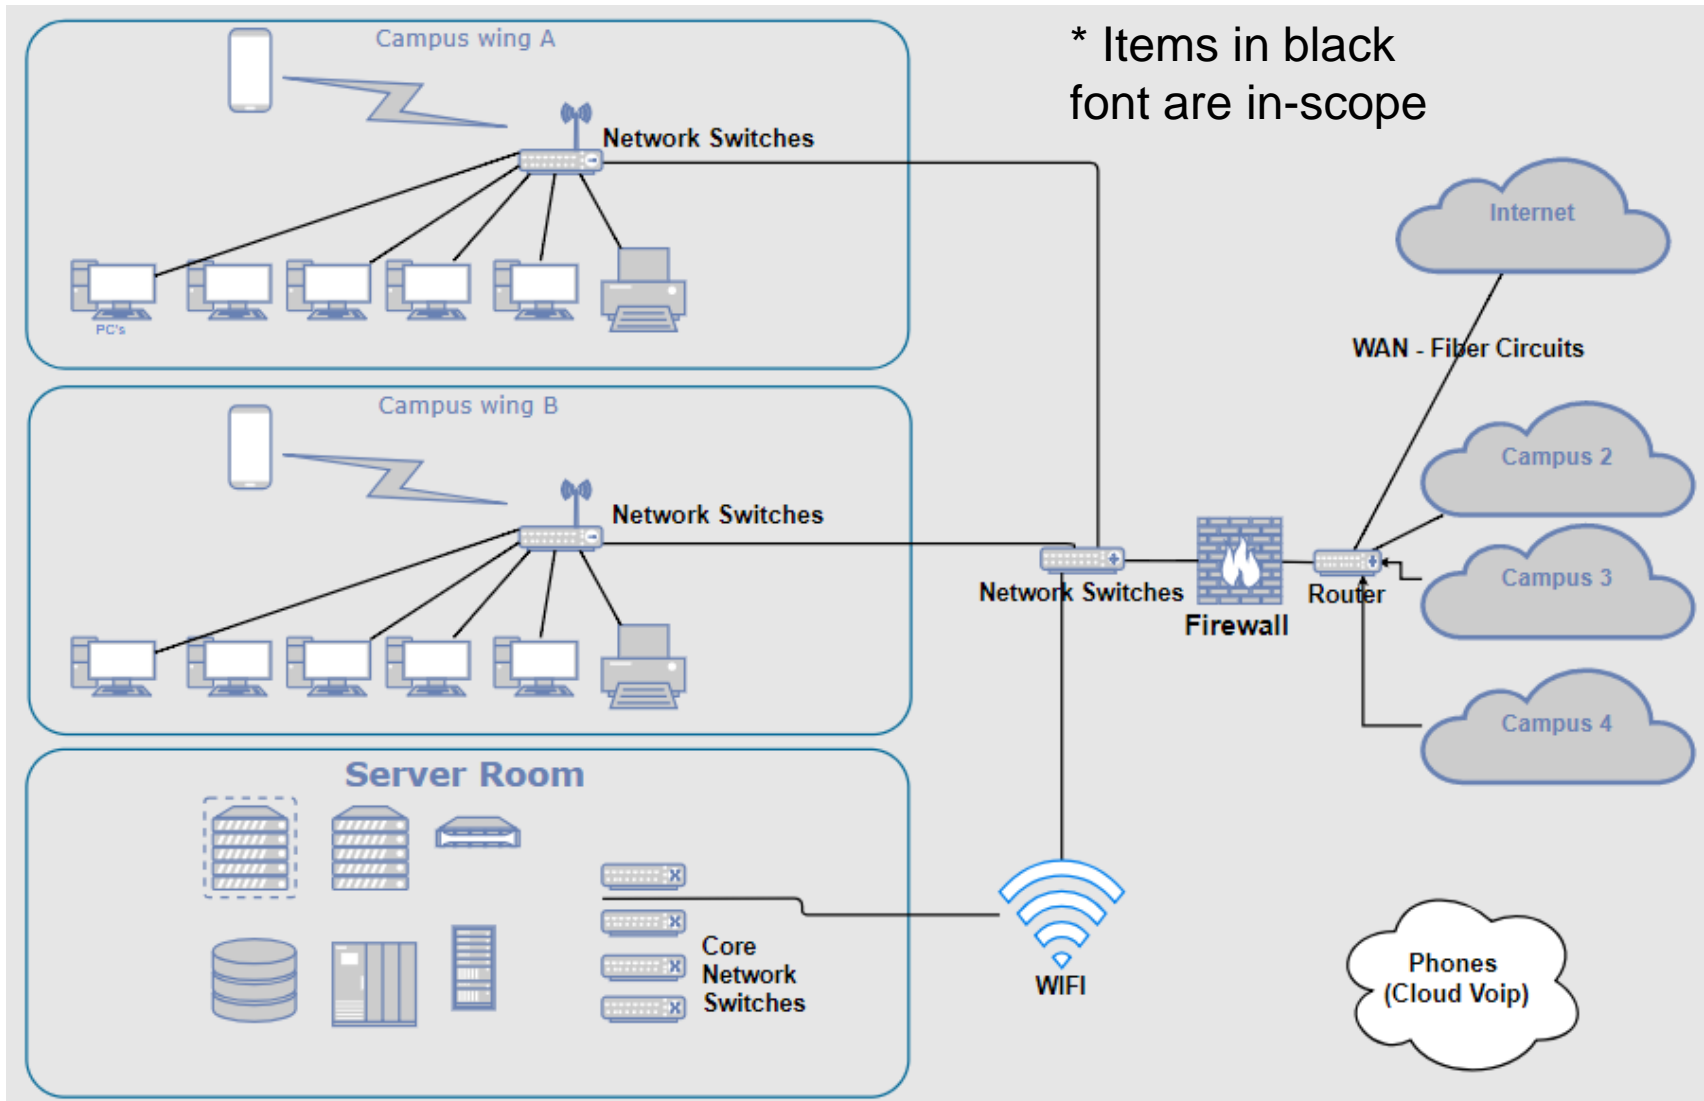 Campus wing A
* Items in black
font are in-scope
Network Switches
Internet
PC's
WAN - Fiber Circuits
Campus wing B
Campus 2
Network Switches
Campus 3
Network Switches
Router
Firewall
Campus 4
Server Room
Core
Network
Switches
WIFI
Phones
(Cloud Voip)